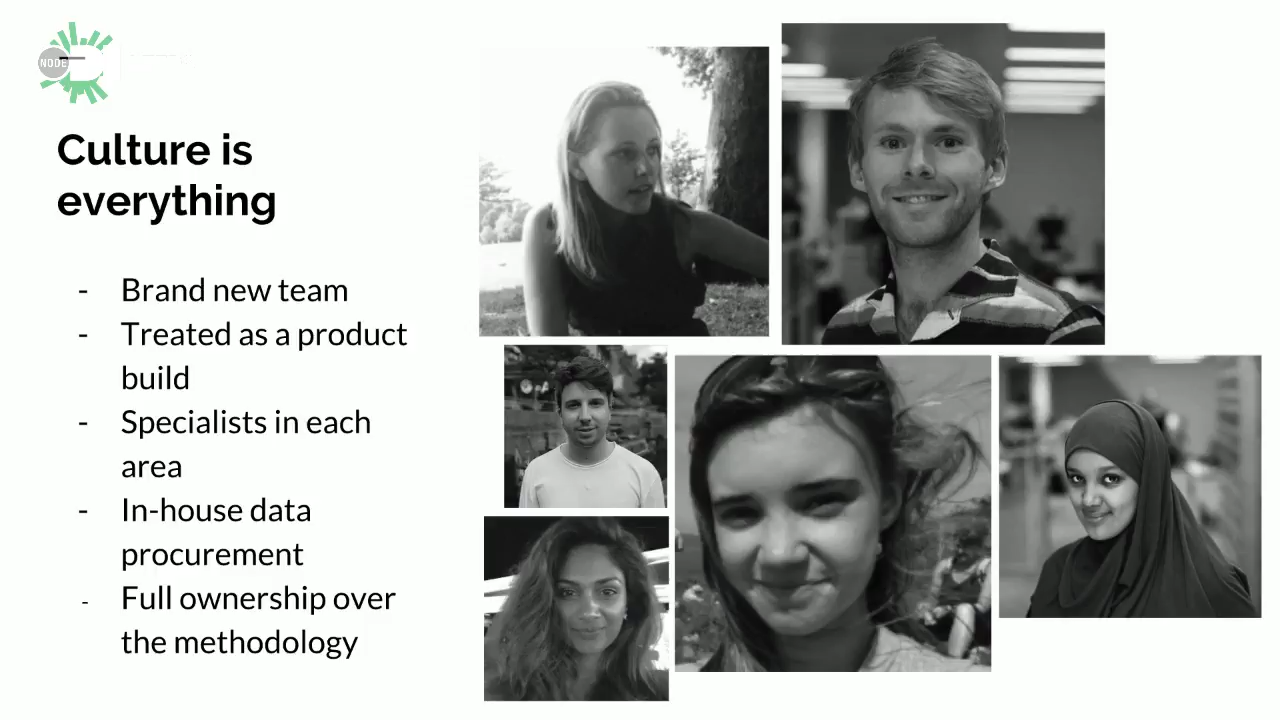 NODE
Culture is
everything
- Brand new team
- Treated as a product
build
- Specialists in each
area
- In-house data
procurement
- Full ownership over
the methodology